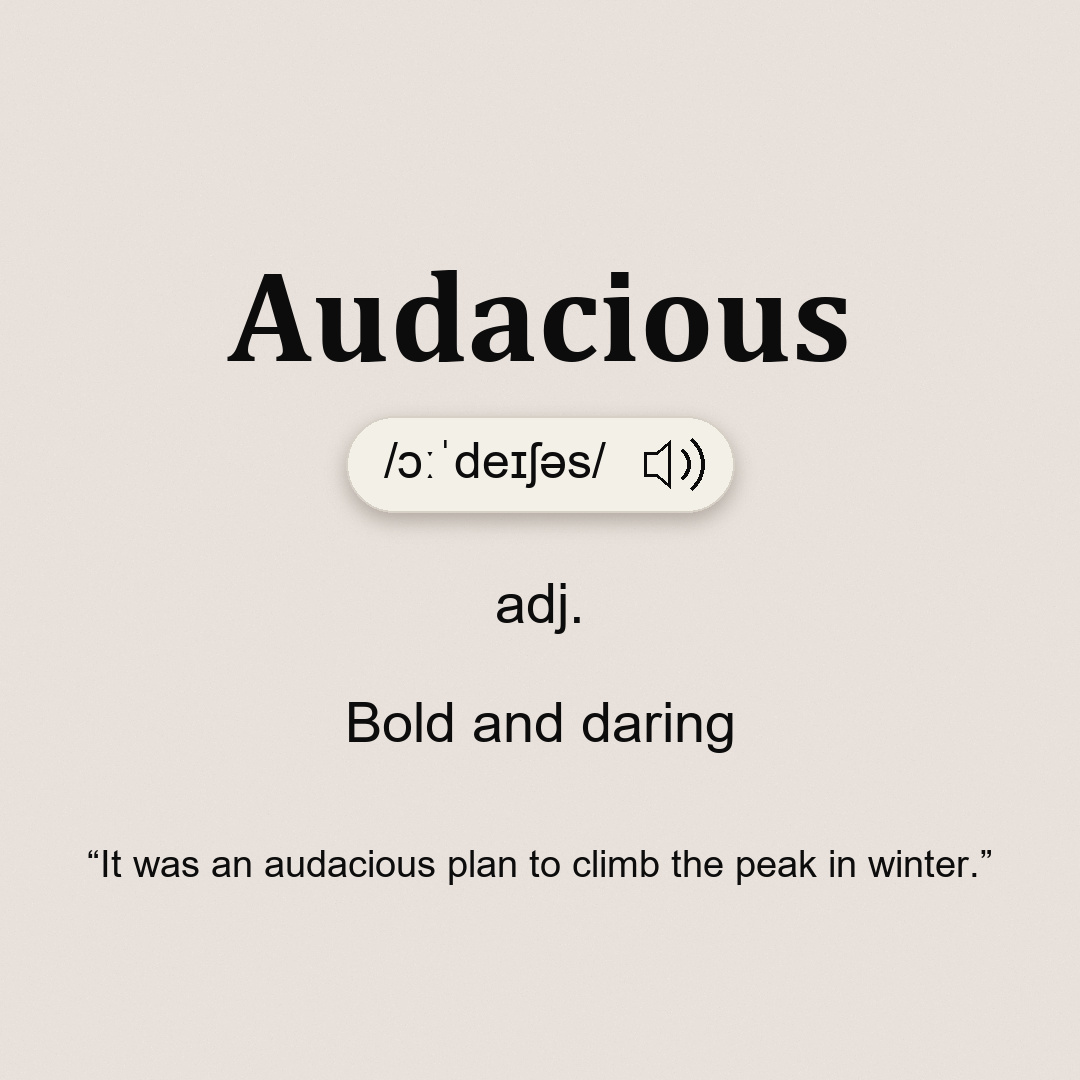 Audacious
/ɔːˈdeɪʃəs/
adj.
Bold and daring
“It was an audacious plan to climb the peak in winter.”